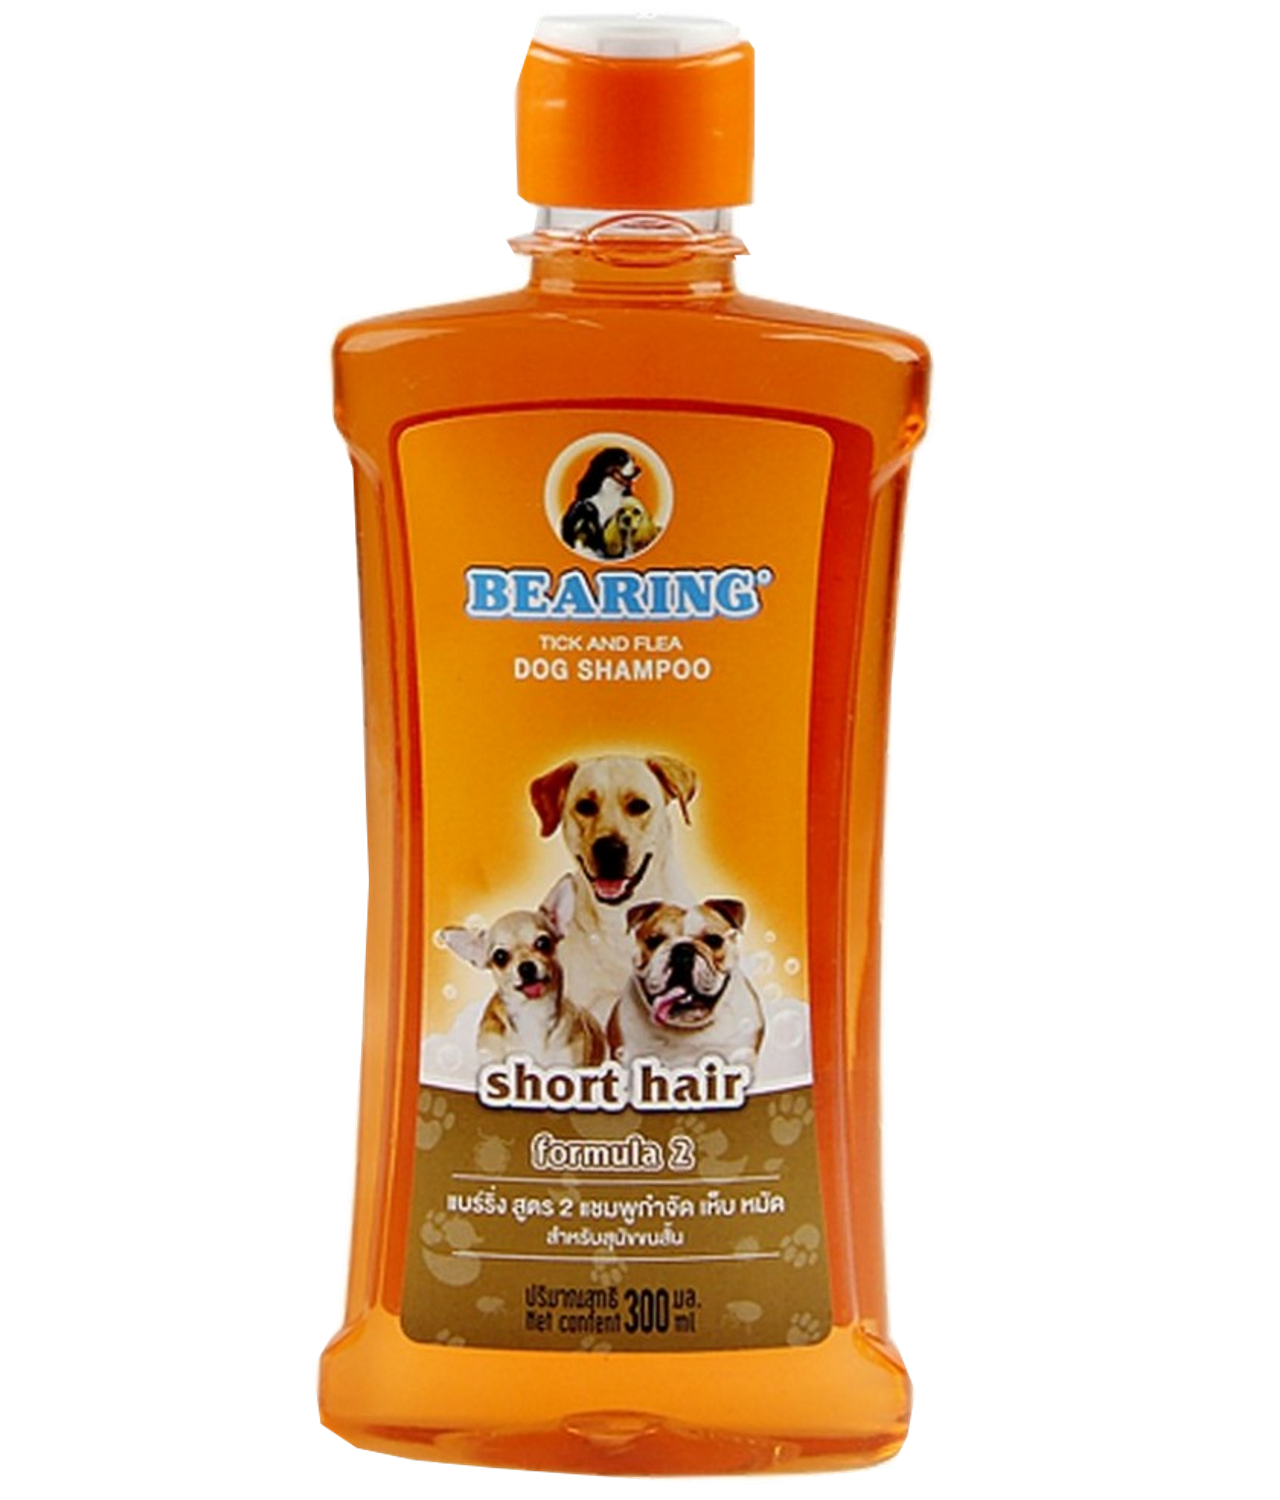 BEARING®
TICK AND FLEA
DOG SHAMPOO
short hair
formula 2
แบร์ริ่ง สูตร 2 แชมพูกำจัด เห็บ หมัด
สำหรับสุนัขขนสั้น
ปริมาณสุทธิ 300 มล.
Net content 300 ml